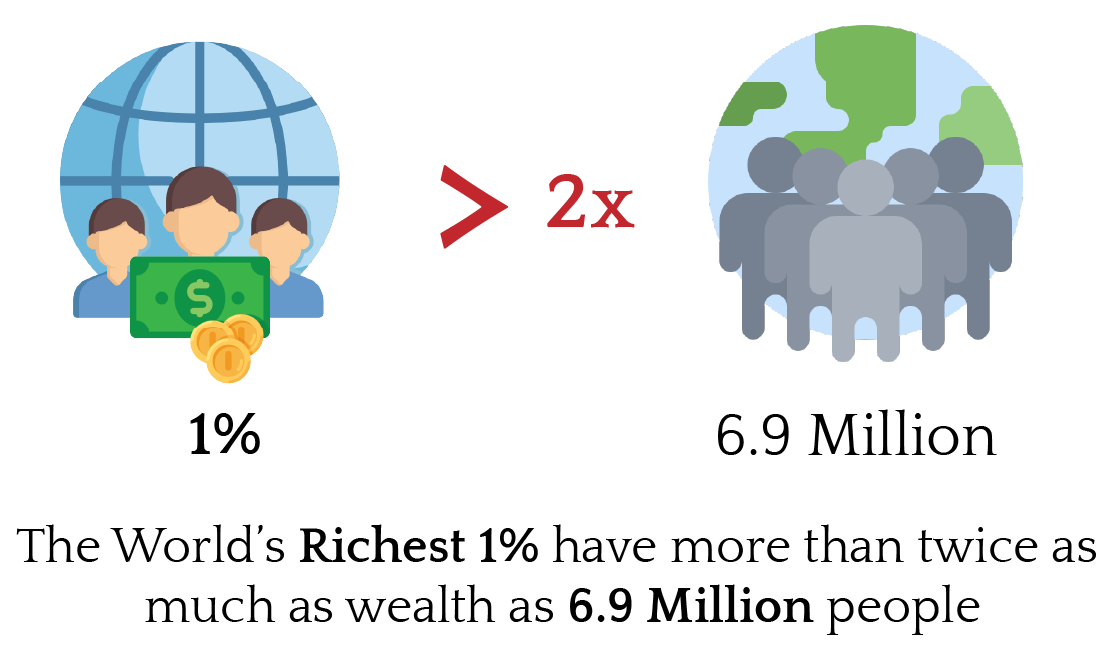 > 2x
1%
6.9 Million
The World's Richest 1% have more than twice as
much as wealth as 6.9 Million people